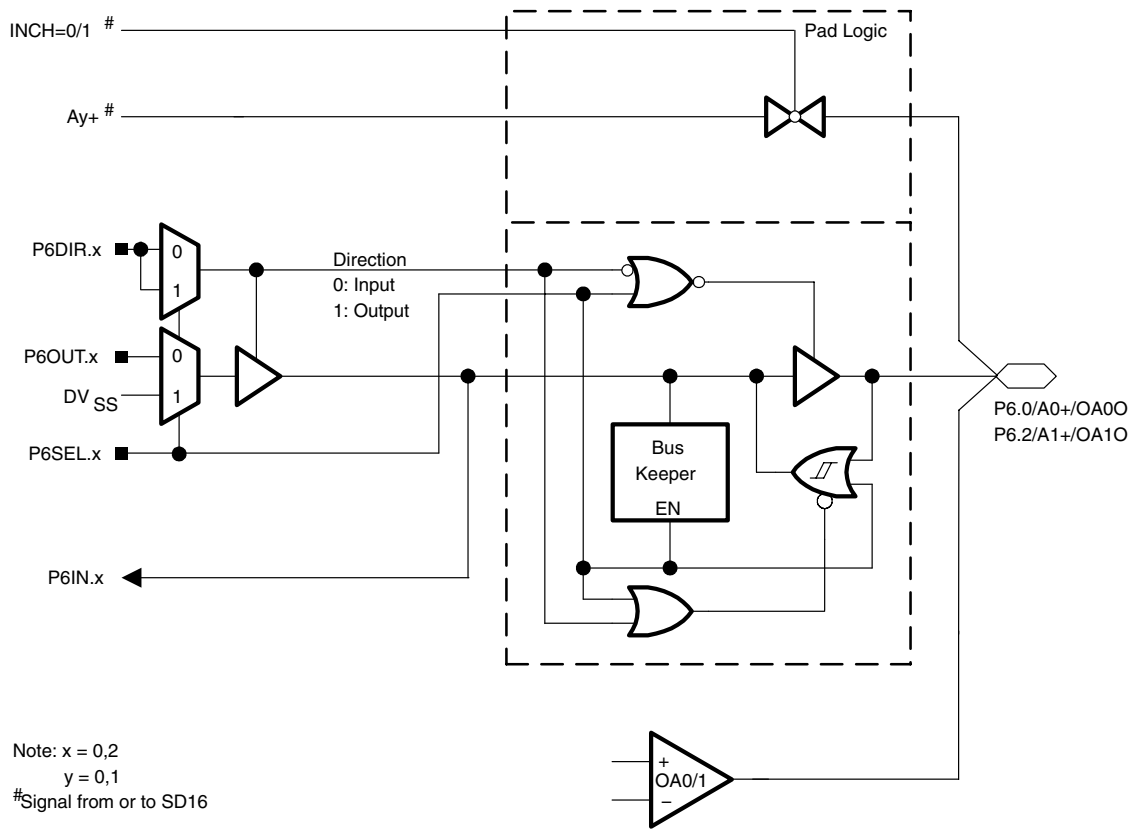 INCH=0/1 #
Pad Logic
Ay+ #
P6DIR.x
0
1
Direction
0: Input
1: Output
P6OUT.x
0
DVSS
1
P6SEL.x
P6.0/A0+/OA0O
P6.2/A1+/OA1O
Bus
Keeper
EN
P6IN.x
Note: x = 0,2
y = 0,1
#Signal from or to SD16
+
OA0/1
−